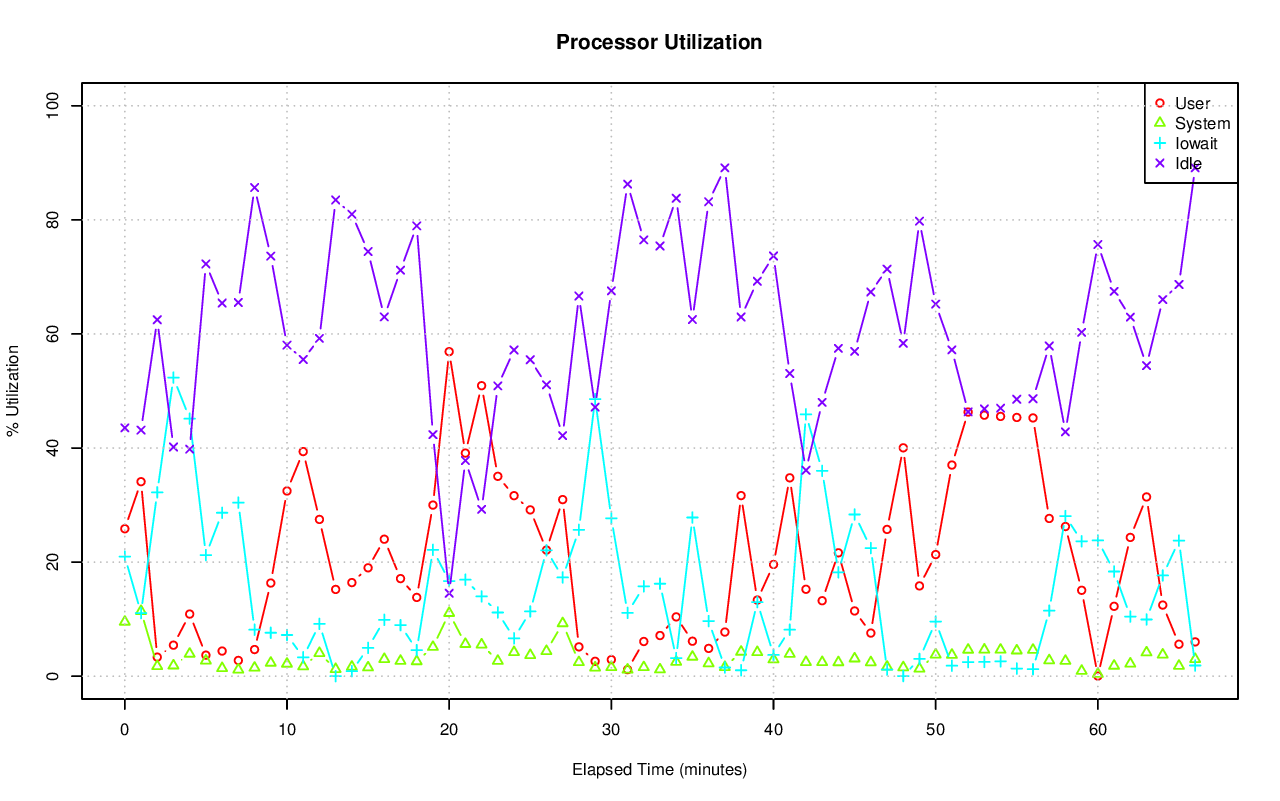 Processor Utilization
% Utilization
100
80
60
40
20
0
User
System
Iowait
Idle
0 10 20 30 40 50 60
Elapsed Time (minutes)